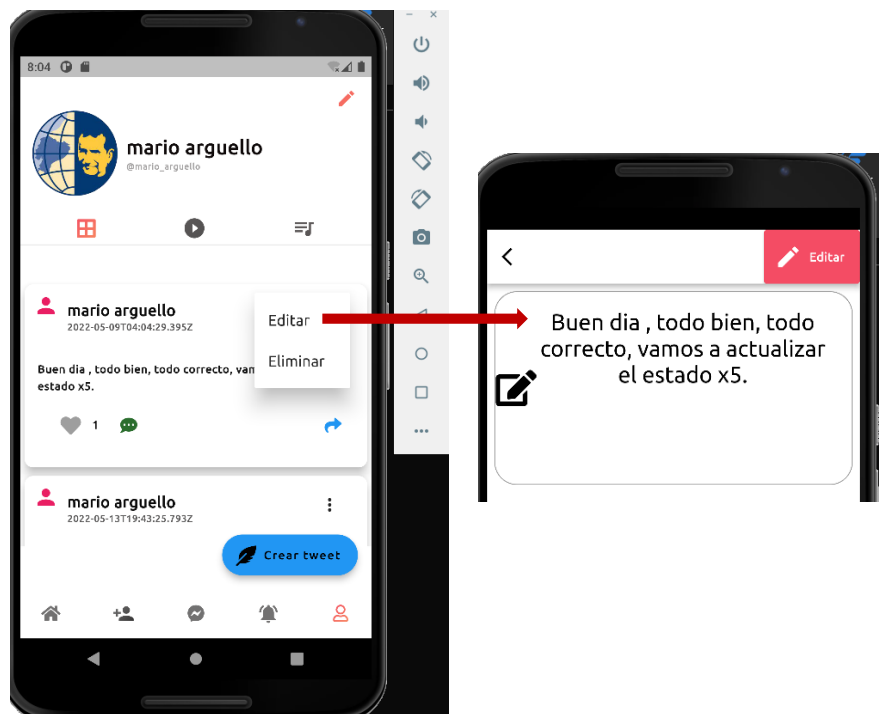 8:04
mario arguello
@mario_arguello
mario arguello
2022-05-09T04:04:29.395Z
Editar
Eliminar
Buen dia , todo bien, todo correcto, van
estado x5.
1
mario arguello
2022-05-13T19:43:25.793Z
Crear tweet
Editar
Buen dia , todo bien, todo
correcto, vamos a actualizar
el estado x5.